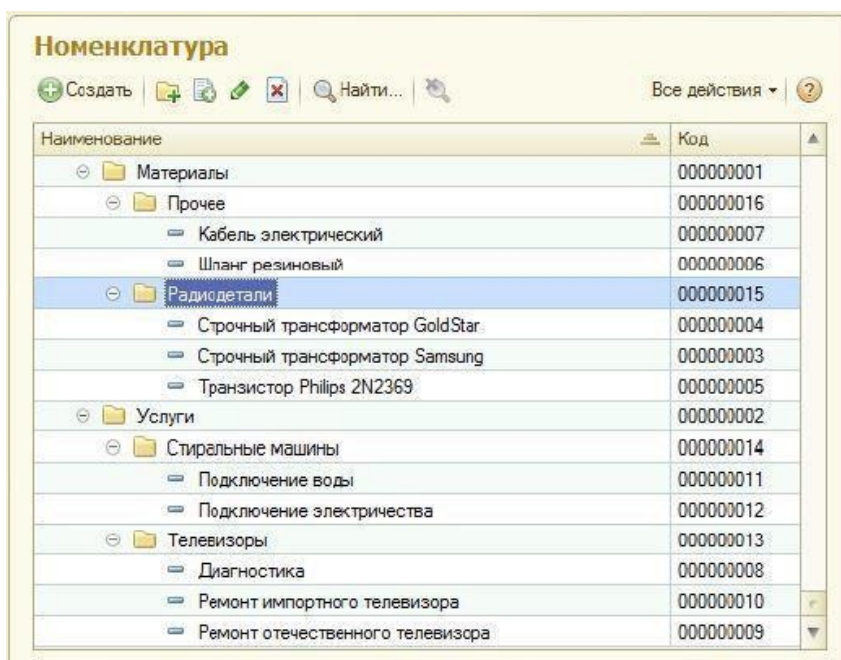 Номенклатура
Создать Найти... Все действия
Наименование Код
Материалы 000000001
Прочее 000000016
Кабель электрический 000000007
Шланг резиновый 000000006
Радиодетали 000000015
Строчный трансформатор GoldStar 000000004
Строчный трансформатор Samsung 000000003
Транзистор Philips 2N2369 000000005
Услуги 000000002
Стиральные машины 000000014
Подключение воды 000000011
Подключение электричества 000000012
Телевизоры 000000013
Диагностика 000000008
Ремонт импортного телевизора 000000010
Ремонт отечественного телевизора 000000009